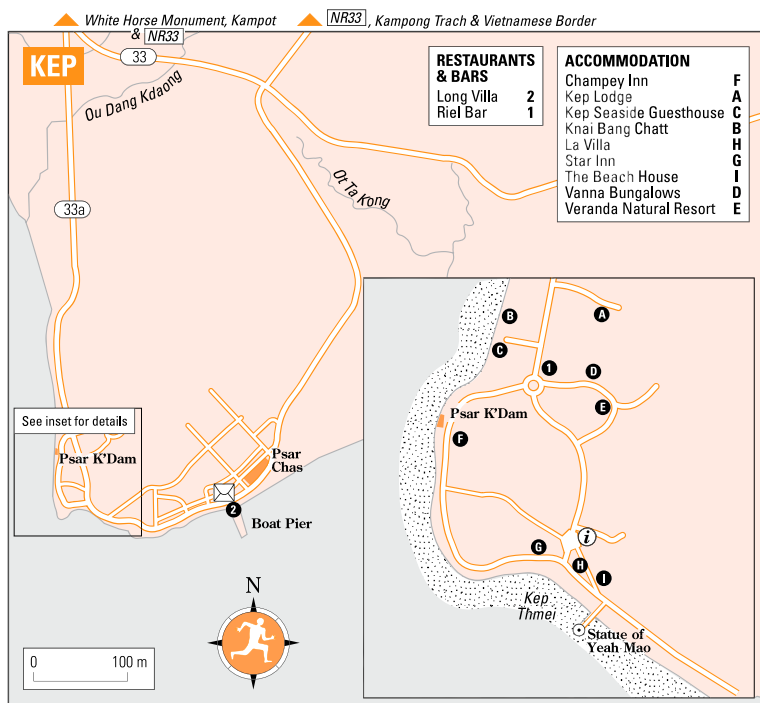 White Horse Monument, Kampot
& NR33
NR33 , Kampong Trach & Vietnamese Border
KEP
33
Ou Dang Kdaong
33a
Ot Ta Kong
RESTAURANTS
& BARS
Long Villa 2
Riel Bar 1
ACCOMMODATION
Champey Inn F
Kep Lodge A
Kep Seaside Guesthouse C
Knai Bang Chatt B
La Villa H
Star Inn G
The Beach House I
Vanna Bungalows D
Veranda Natural Resort E
See inset for details
Psar K'Dam
Psar
Chas
2
Boat Pier
N
0 100 m
B
A
C
1
D
E
Psar K'Dam
F
G
i
H
I
Kep
Thmei
Statue of
Yeah Mao